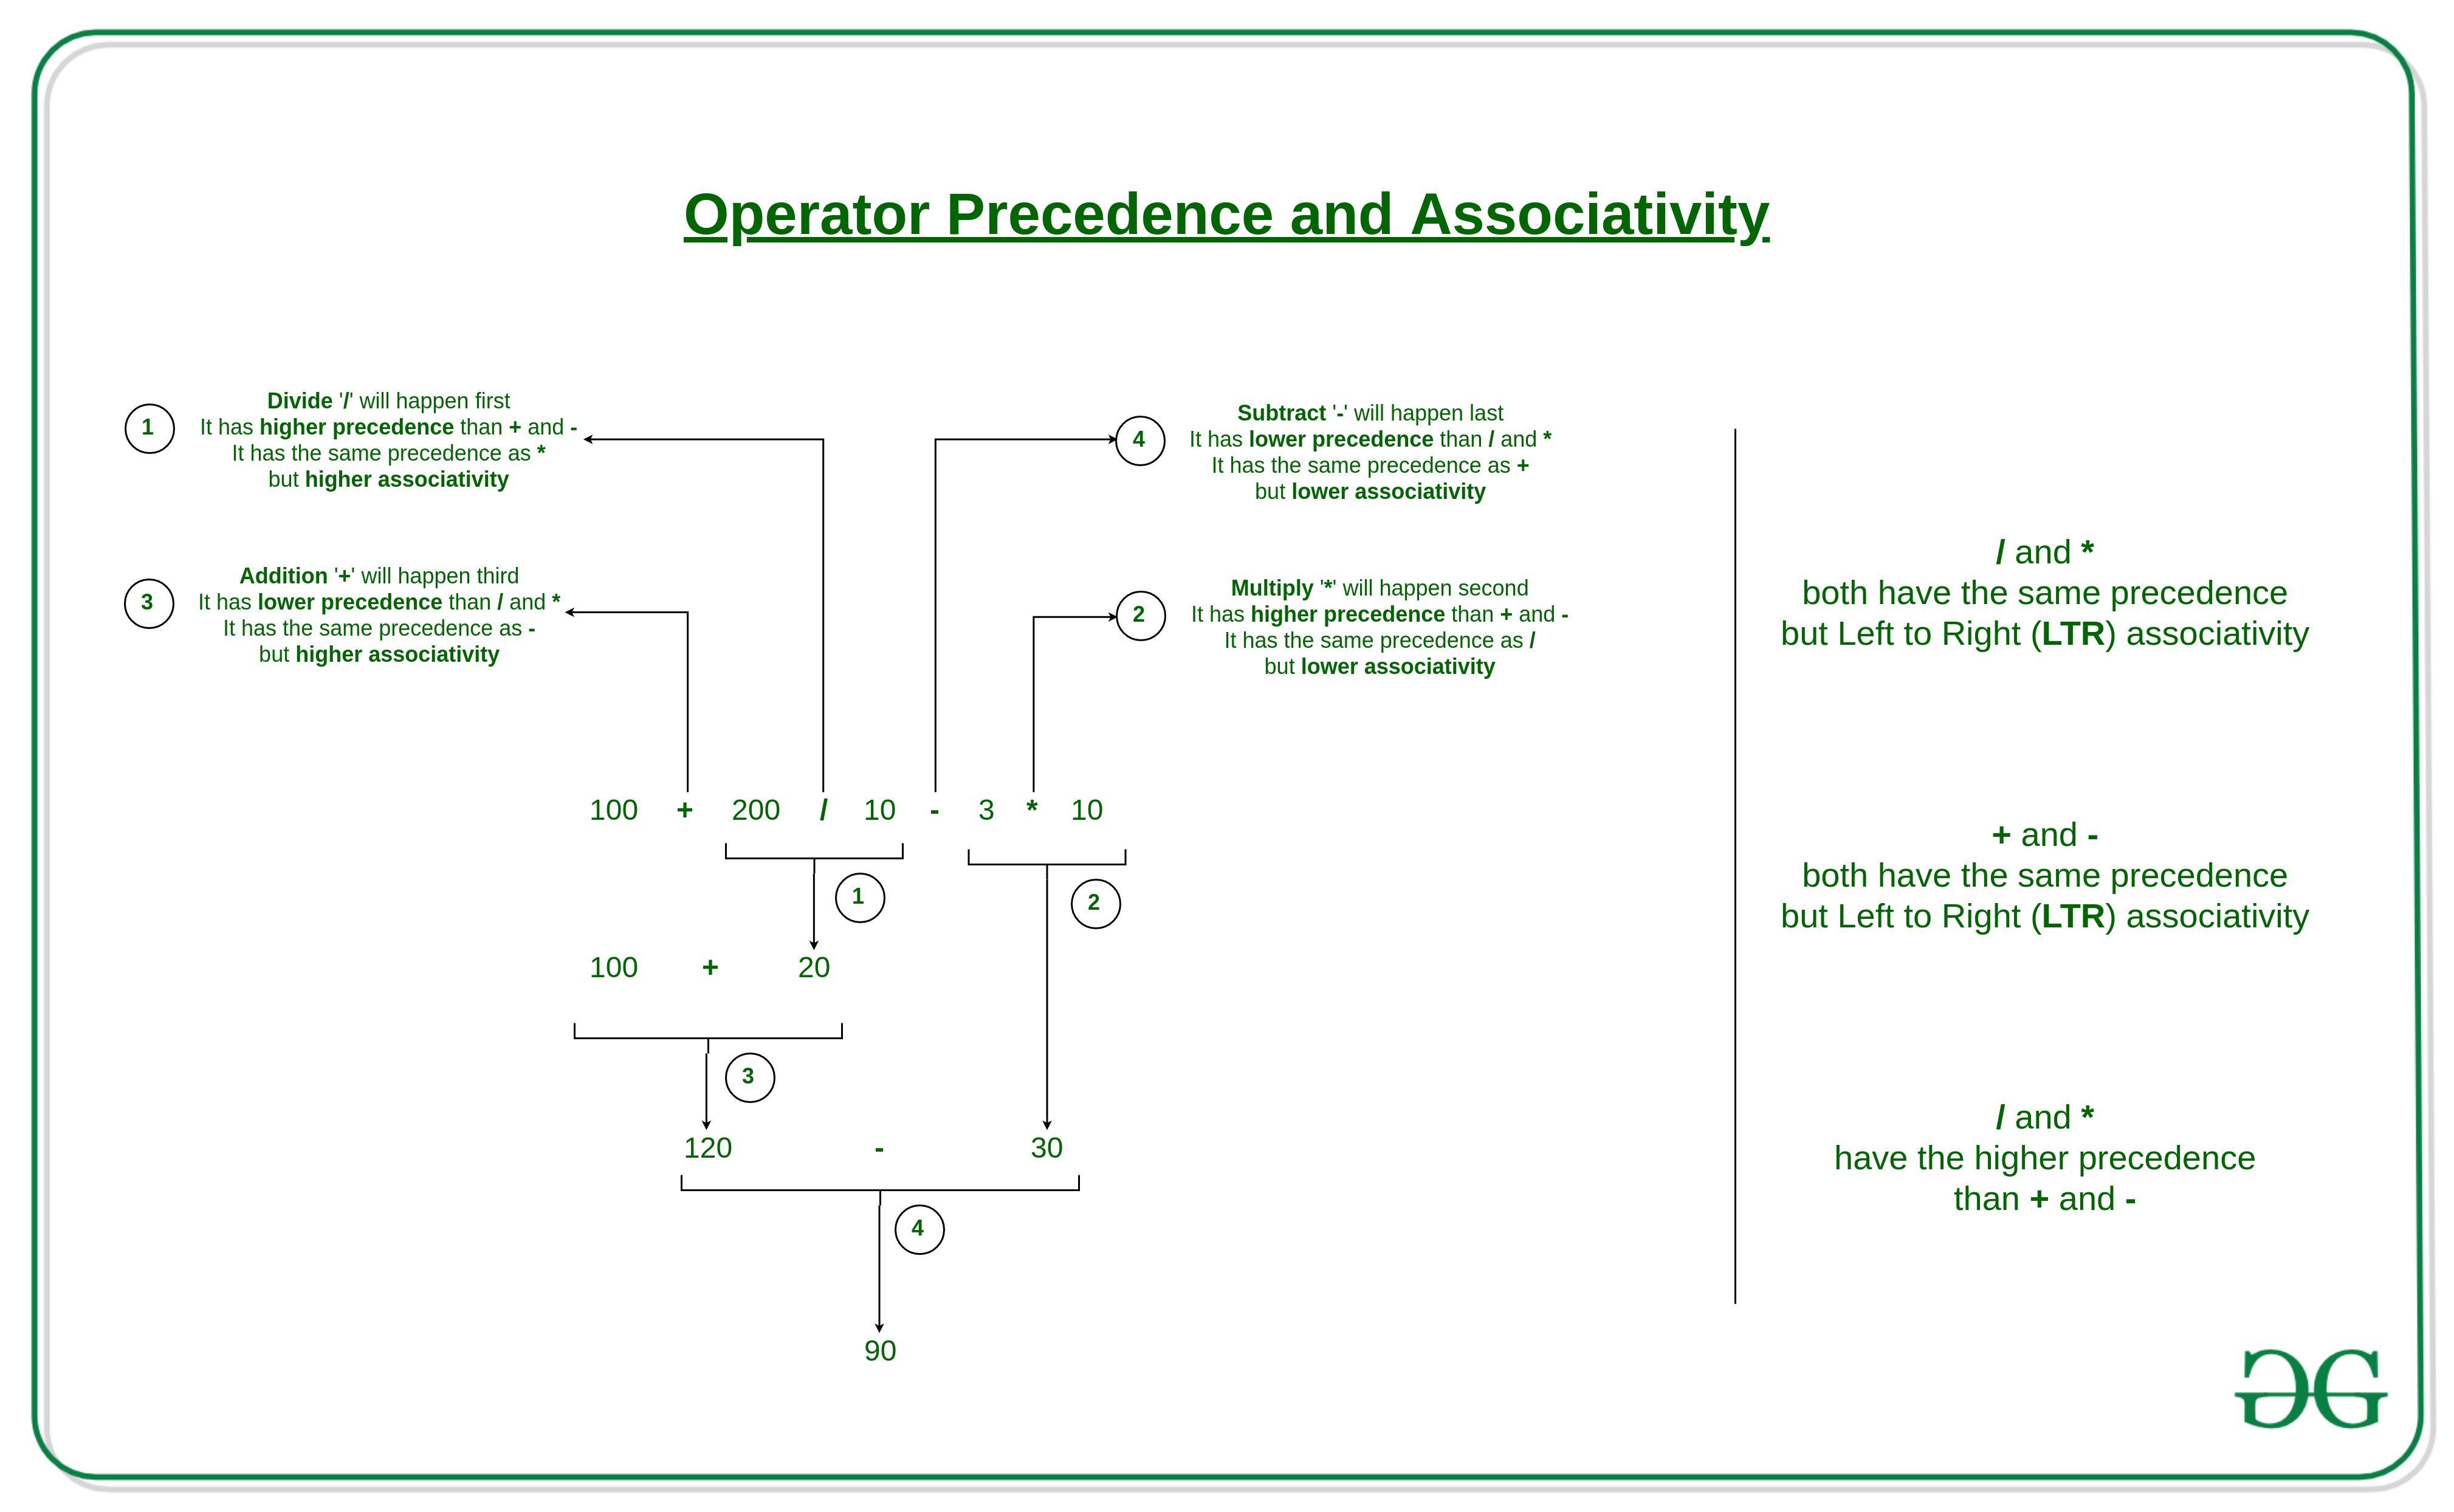 Operator Precedence and Associativity
1
Divide '/' will happen first
It has higher precedence than + and -
It has the same precedence as *
but higher associativity
4
Subtract '-' will happen last
It has lower precedence than / and *
It has the same precedence as +
but lower associativity
3
Addition '+' will happen third
It has lower precedence than / and *
It has the same precedence as -
but higher associativity
2
Multiply '*' will happen second
It has higher precedence than + and -
It has the same precedence as /
but lower associativity
100 + 200 / 10 - 3 * 10
1
2
100 + 20
3
120 - 30
4
90
/ and *
both have the same precedence
but Left to Right (LTR) associativity
+ and -
both have the same precedence
but Left to Right (LTR) associativity
/ and *
have the higher precedence
than + and -